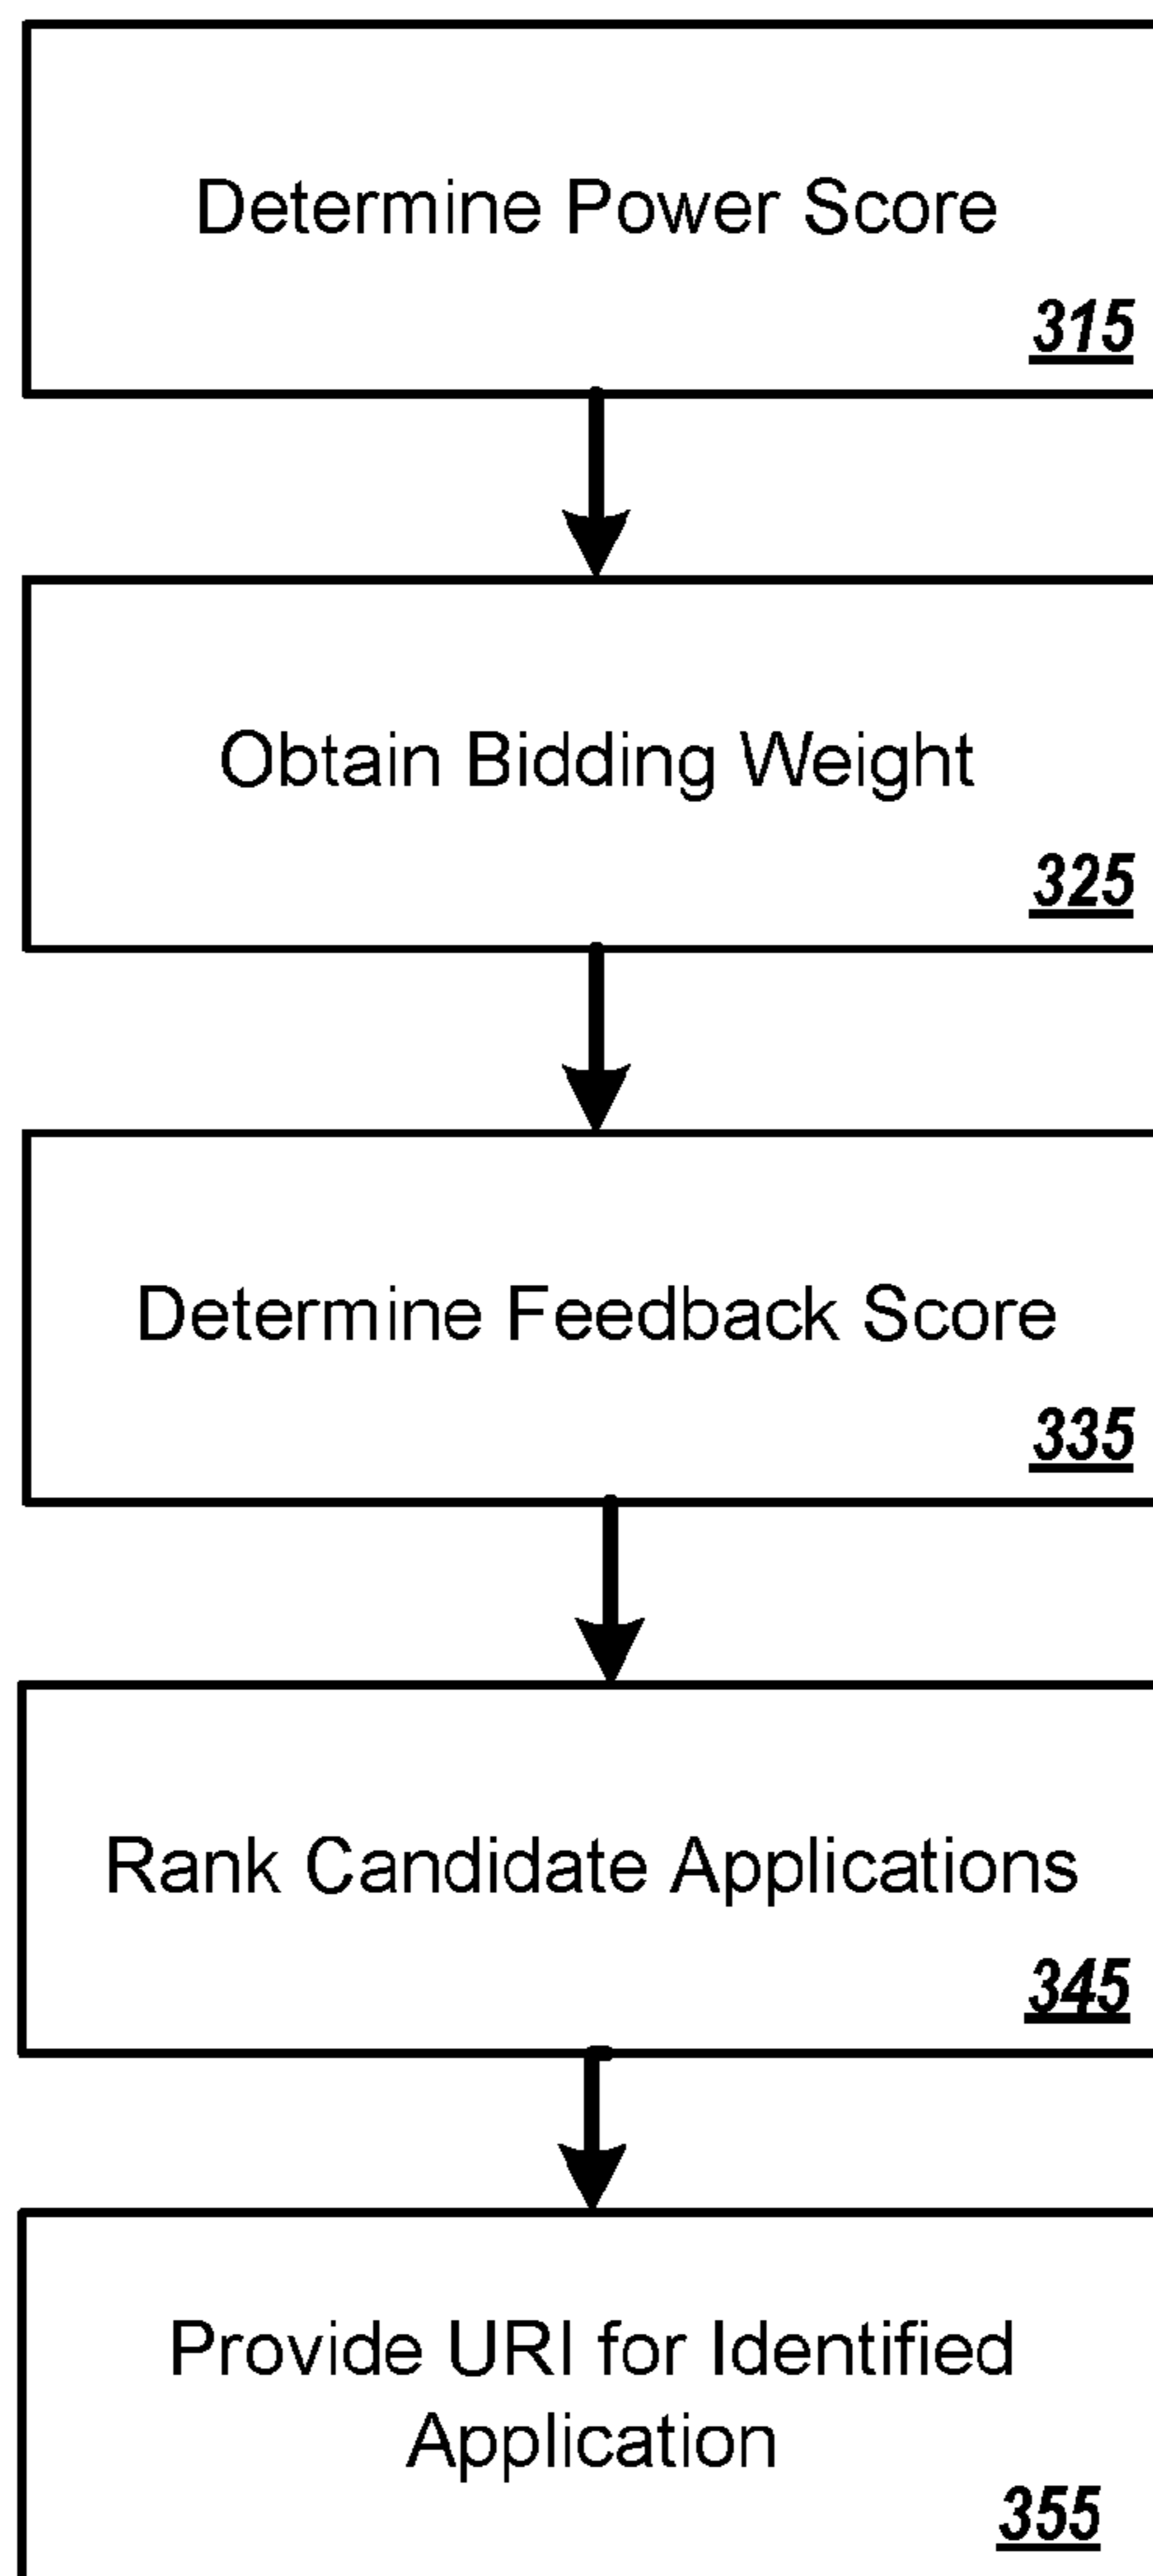 Determine Power Score
315
Obtain Bidding Weight
325
Determine Feedback Score
335
Rank Candidate Applications
345
Provide URI for Identified
Application
355